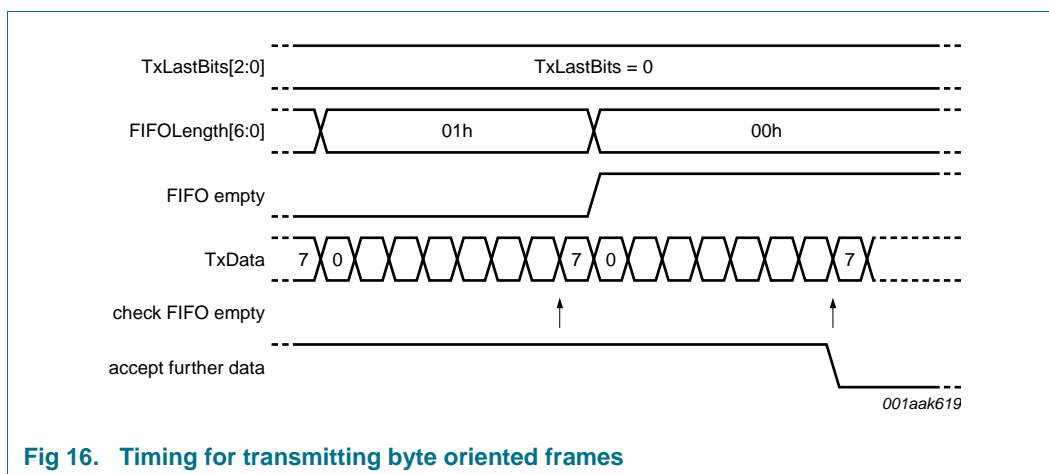 TxLastBits[2:0] TxLastBits = 0
FIFOLength[6:0] 01h 00h
FIFO empty
TxData 7 0 7 0 7
check FIFO empty
accept further data
001aak619
Fig 16. Timing for transmitting byte oriented frames